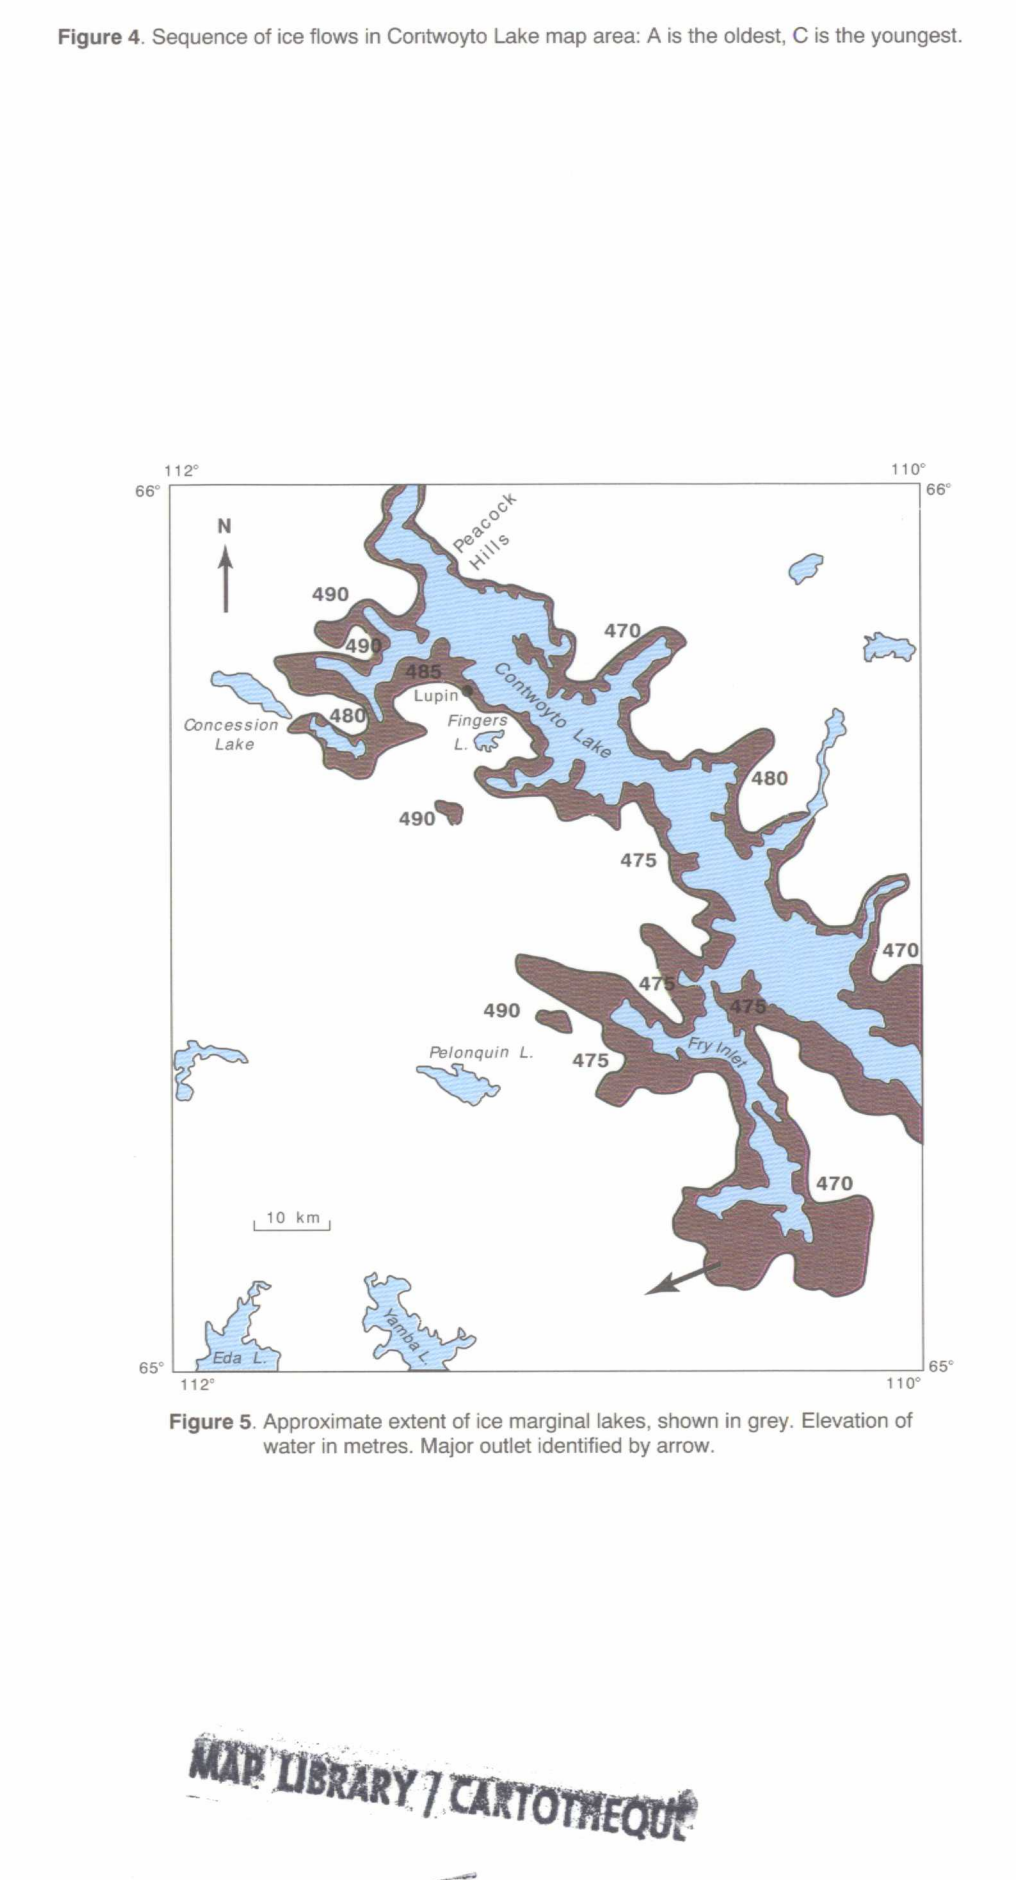 Figure 4. Sequence of ice flows in Contwoyto Lake map area: A is the oldest, C is the youngest.
112°
110°
66°
66°
N
Peacock
Hills
490
470
490
485
Contwoyto Lake
Lupin
480
Concession
Lake
Fingers
L.
480
490
475
470
475
490
475
Fry Inlet
Pelonquin L.
475
470
10 km
Yamba L.
Eda L.
65°
65°
112°
110°
Figure 5. Approximate extent of ice marginal lakes, shown in grey. Elevation of
water in metres. Major outlet identified by arrow.
MAP LIBRARY / CARTOTHEQUE